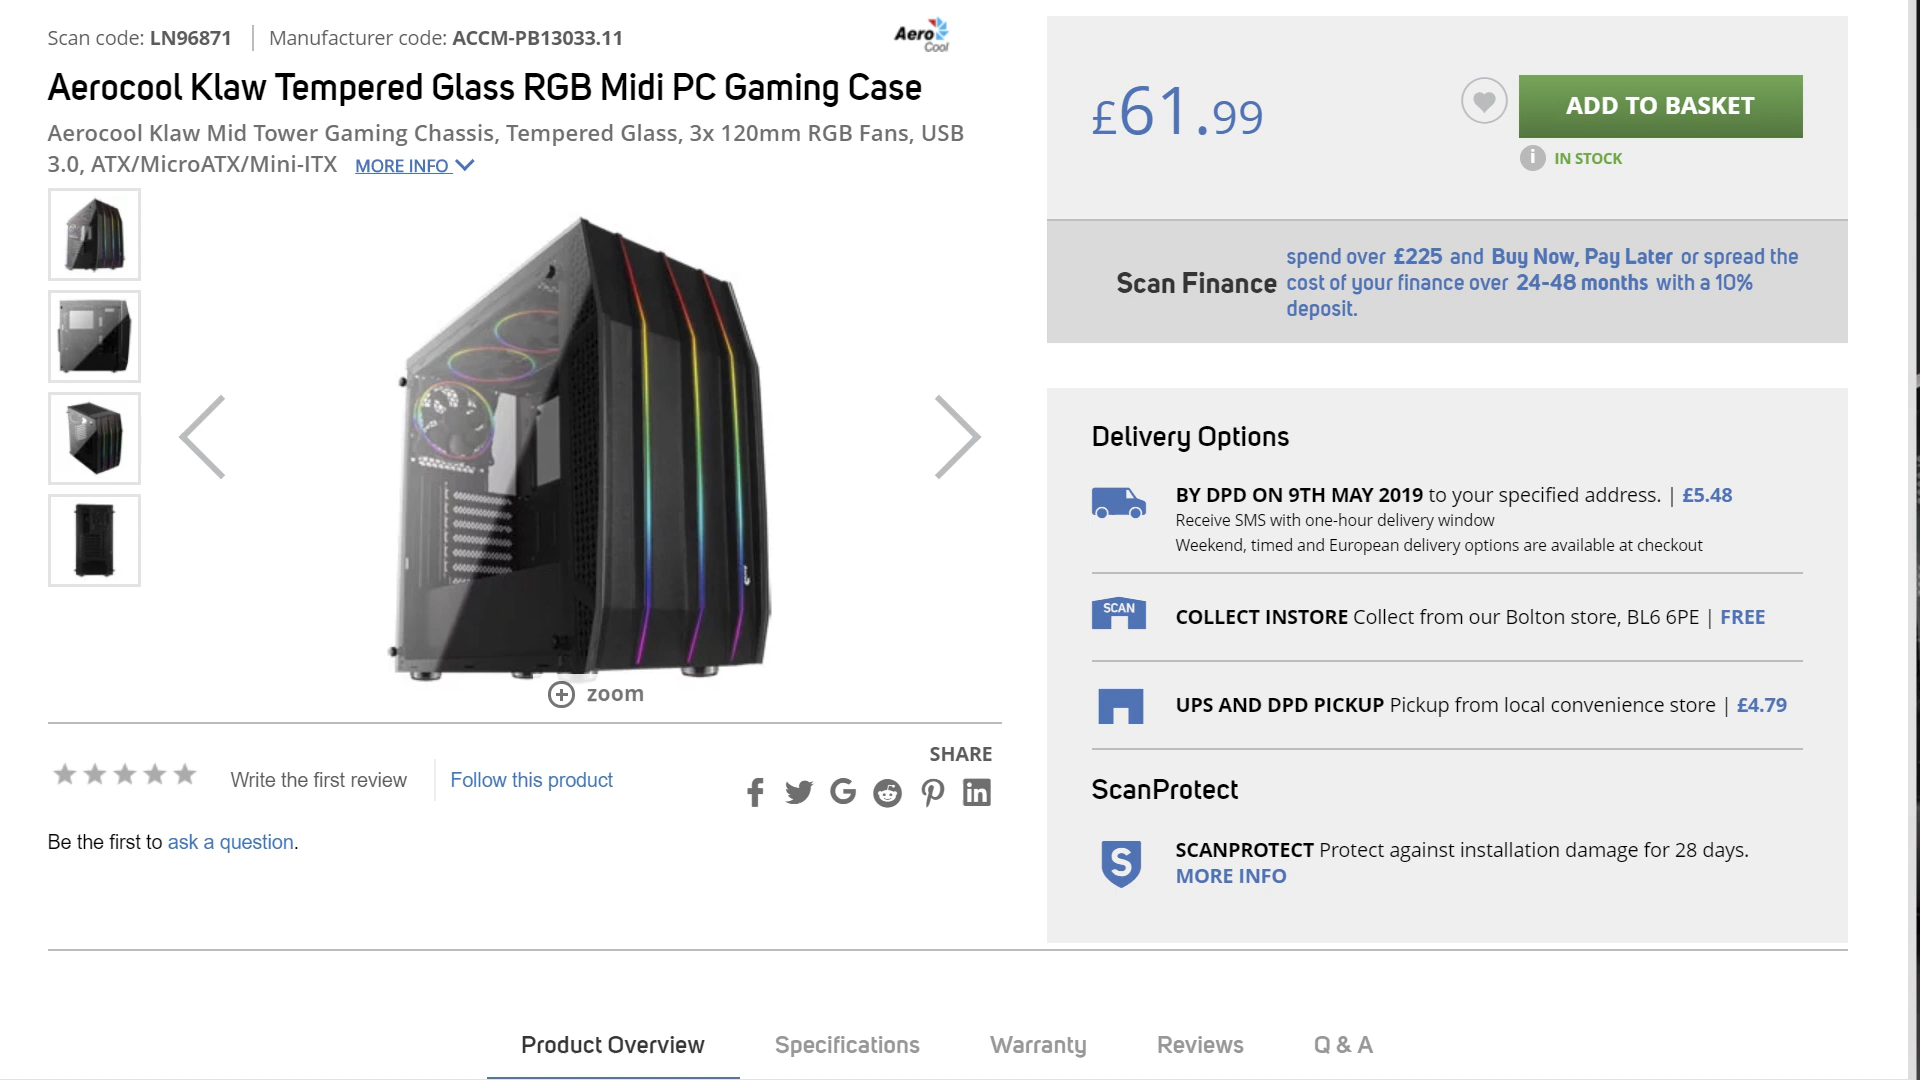 Scan code: LN96871 | Manufacturer code: ACCM-PB13033.11
Aero Cool
Aerocool Klaw Tempered Glass RGB Midi PC Gaming Case
Aerocool Klaw Mid Tower Gaming Chassis, Tempered Glass, 3x 120mm RGB Fans, USB
3.0, ATX/MicroATX/Mini-ITX MORE INFO
zoom
Write the first review
Follow this product
SHARE
Be the first to ask a question.
£61.99
ADD TO BASKET
i IN STOCK
Scan Finance
spend over £225 and Buy Now, Pay Later or spread the
cost of your finance over 24-48 months with a 10%
deposit.
Delivery Options
BY DPD ON 9TH MAY 2019 to your specified address. | £5.48
Receive SMS with one-hour delivery window
Weekend, timed and European delivery options are available at checkout
SCAN
COLLECT INSTORE Collect from our Bolton store, BL6 6PE | FREE
UPS AND DPD PICKUP Pickup from local convenience store | £4.79
ScanProtect
S
SCANPROTECT Protect against installation damage for 28 days.
MORE INFO
Product Overview
Specifications
Warranty
Reviews
Q & A